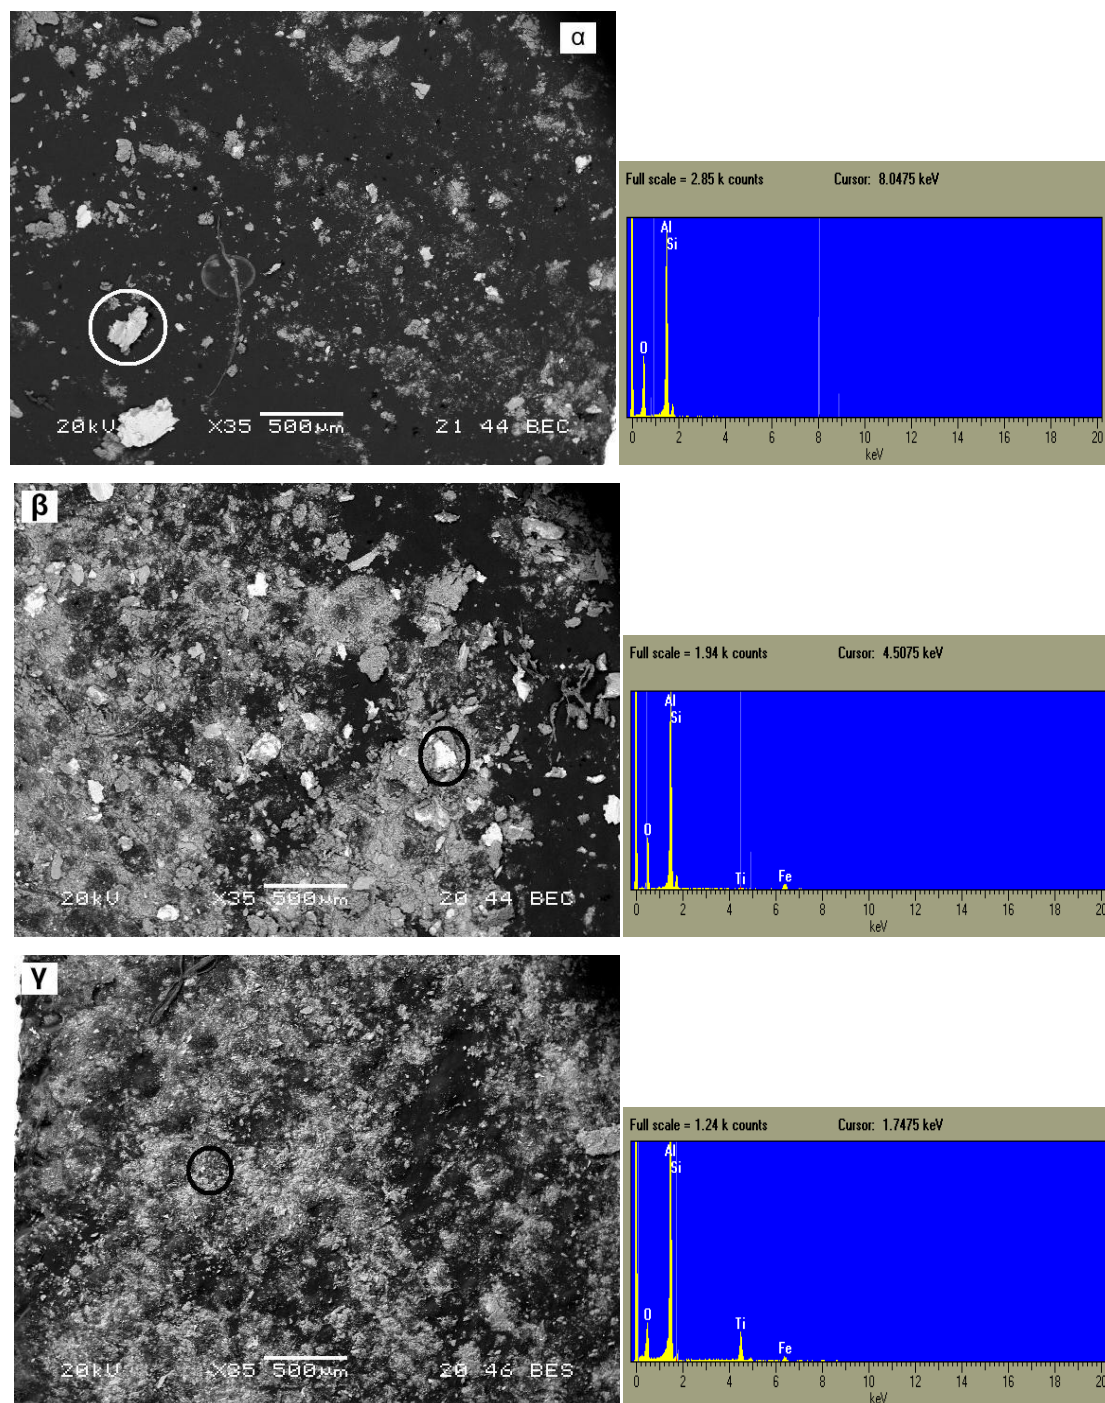 α
20kV X35 500µm 21 44 BEC
Full scale = 2.85 k counts Cursor: 8.0475 keV
Al
Si
O
0 2 4 6 8 10 12 14 16 18 20
keV
β
20kV X35 500µm 20 44 BEC
Full scale = 1.94 k counts Cursor: 4.5075 keV
Al
Si
O
Ti
Fe
0 2 4 6 8 10 12 14 16 18 20
keV
γ
20kV X35 500µm 20 46 BES
Full scale = 1.24 k counts Cursor: 1.7475 keV
Al
Si
O
Ti
Fe
0 2 4 6 8 10 12 14 16 18 20
keV